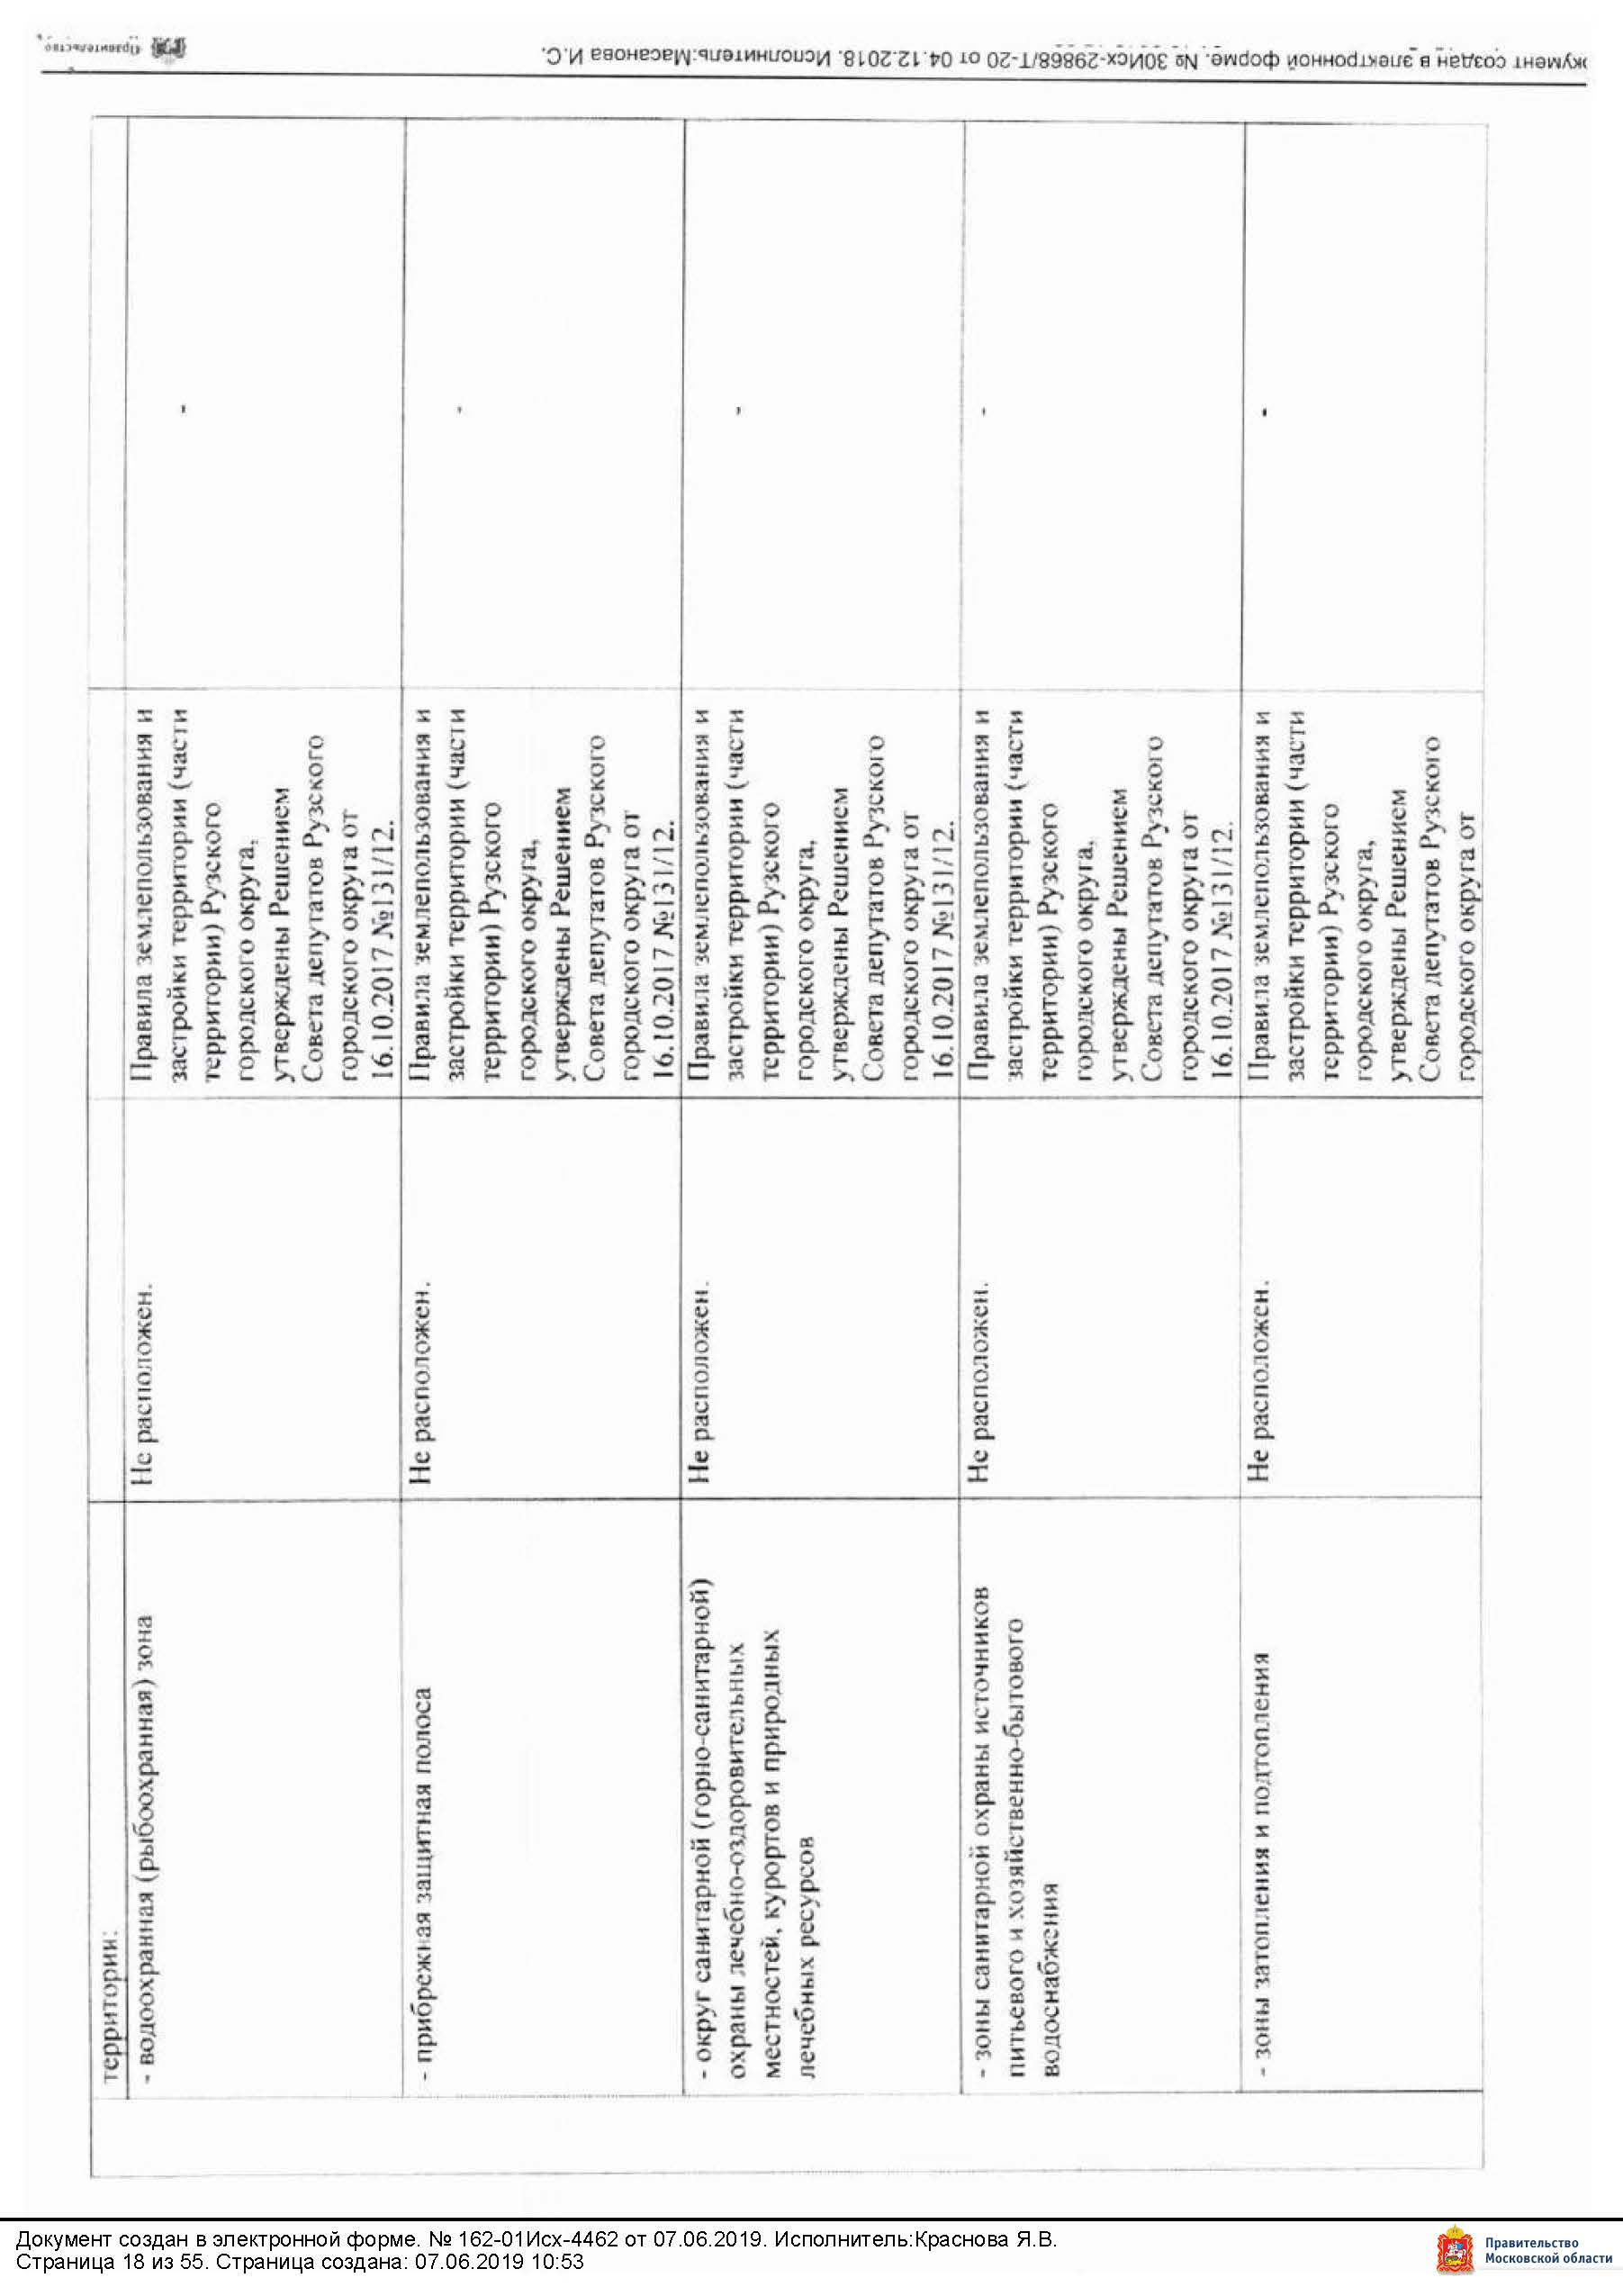 кумент создан в электронной форме. № 30Исх-29868/Т-20 от 04.12.2018. Исполнитель:Масанова И.С.
Правительство
территории:
- водоохранная (рыбоохранная) зона
Не расположен.
Правила землепользования и
застройки территории (части
территории) Рузского
городского округа,
утверждены Решением
Совета депутатов Рузского
городского округа от
16.10.2017 №131/12.
-
- прибрежная защитная полоса
Не расположен.
Правила землепользования и
застройки территории (части
территории) Рузского
городского округа,
утверждены Решением
Совета депутатов Рузского
городского округа от
16.10.2017 №131/12.
-
- округ санитарной (горно-санитарной)
охраны лечебно-оздоровительных
местностей, курортов и природных
лечебных ресурсов
Не расположен.
Правила землепользования и
застройки территории (части
территории) Рузского
городского округа,
утверждены Решением
Совета депутатов Рузского
городского округа от
16.10.2017 №131/12.
-
- зоны санитарной охраны источников
питьевого и хозяйственно-бытового
водоснабжения
Не расположен.
Правила землепользования и
застройки территории (части
территории) Рузского
городского округа,
утверждены Решением
Совета депутатов Рузского
городского округа от
16.10.2017 №131/12.
-
- зоны затопления и подтопления
Не расположен.
Правила землепользования и
застройки территории (части
территории) Рузского
городского округа,
утверждены Решением
Совета депутатов Рузского
городского округа от
-
Документ создан в электронной форме. № 162-01Исх-4462 от 07.06.2019. Исполнитель:Краснова Я.В.
Страница 18 из 55. Страница создана: 07.06.2019 10:53
Правительство
Московской области